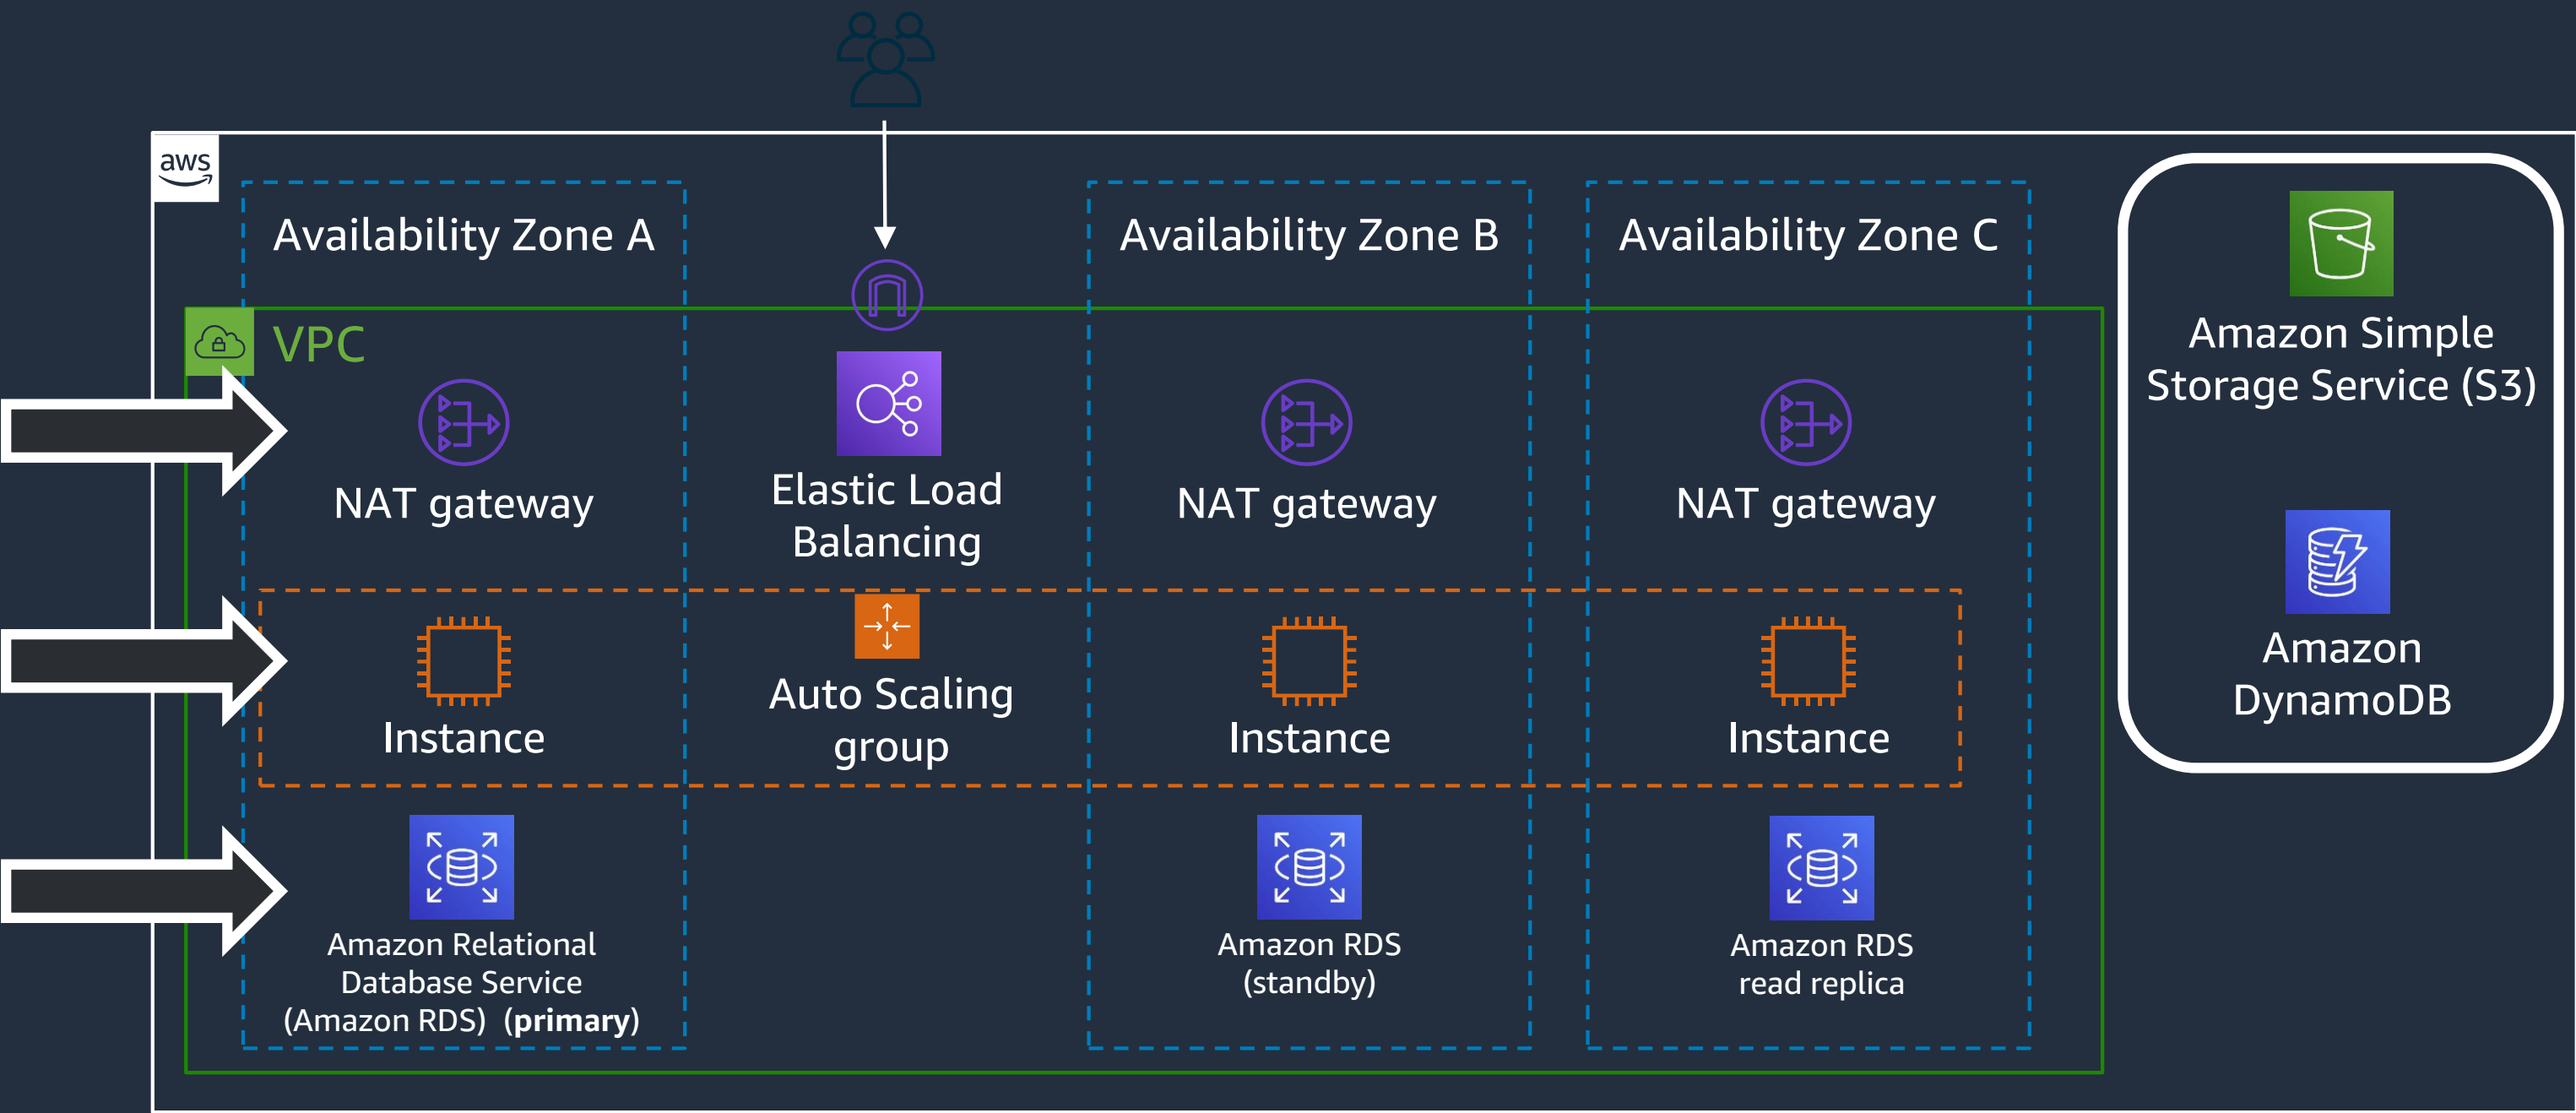 aws
Availability Zone A
Availability Zone B
Availability Zone C
VPC
NAT gateway
Elastic Load
Balancing
NAT gateway
NAT gateway
Instance
Auto Scaling
group
Instance
Instance
Amazon Relational
Database Service
(Amazon RDS) (primary)
Amazon RDS
(standby)
Amazon RDS
read replica
Amazon Simple
Storage Service (S3)
Amazon
DynamoDB